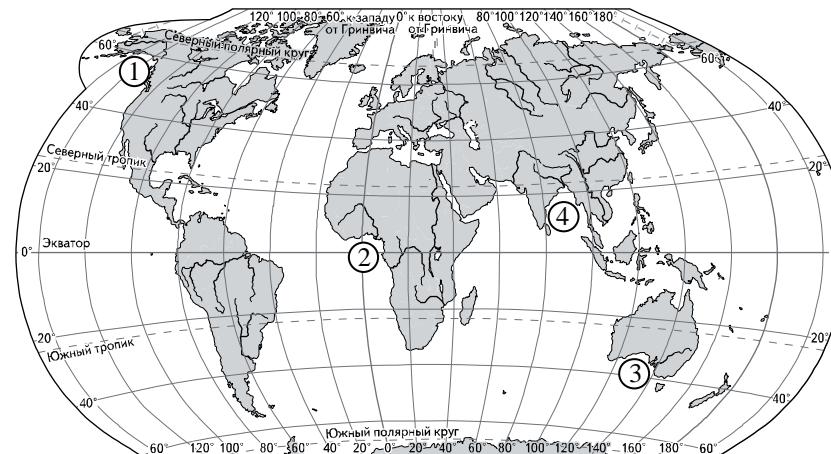 120° 100° 80° 60° к западу 0° к востоку 80° 100° 120° 140° 160° 180°
от Гринвича от Гринвича
Северный полярный круг
60° 60°
1
40° 40°
Северный тропик
20° 20°
4
Экватор
0°
2
20° 20°
Южный тропик
3
40° 40°
Южный полярный круг
60° 120° 100° 80° 60° 40° 20° 0° 20° 40° 60° 80° 100° 120° 140° 160° 180° 60°